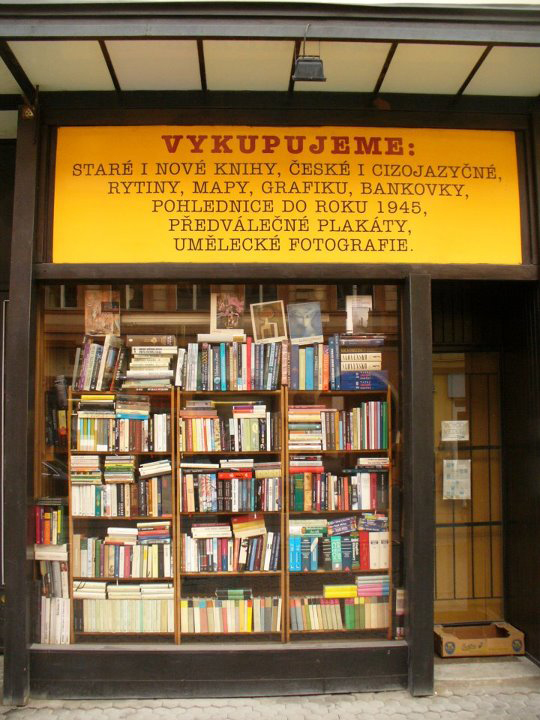 VYKUPUJEME:
STARÉ I NOVÉ KNIHY, ČESKÉ I CIZOJAZYČNÉ,
RYTINY, MAPY, GRAFIKU, BANKOVKY,
POHLEDNICE DO ROKU 1945,
PŘEDVÁLEČNÉ PLAKÁTY,
UMĚLECKÉ FOTOGRAFIE.